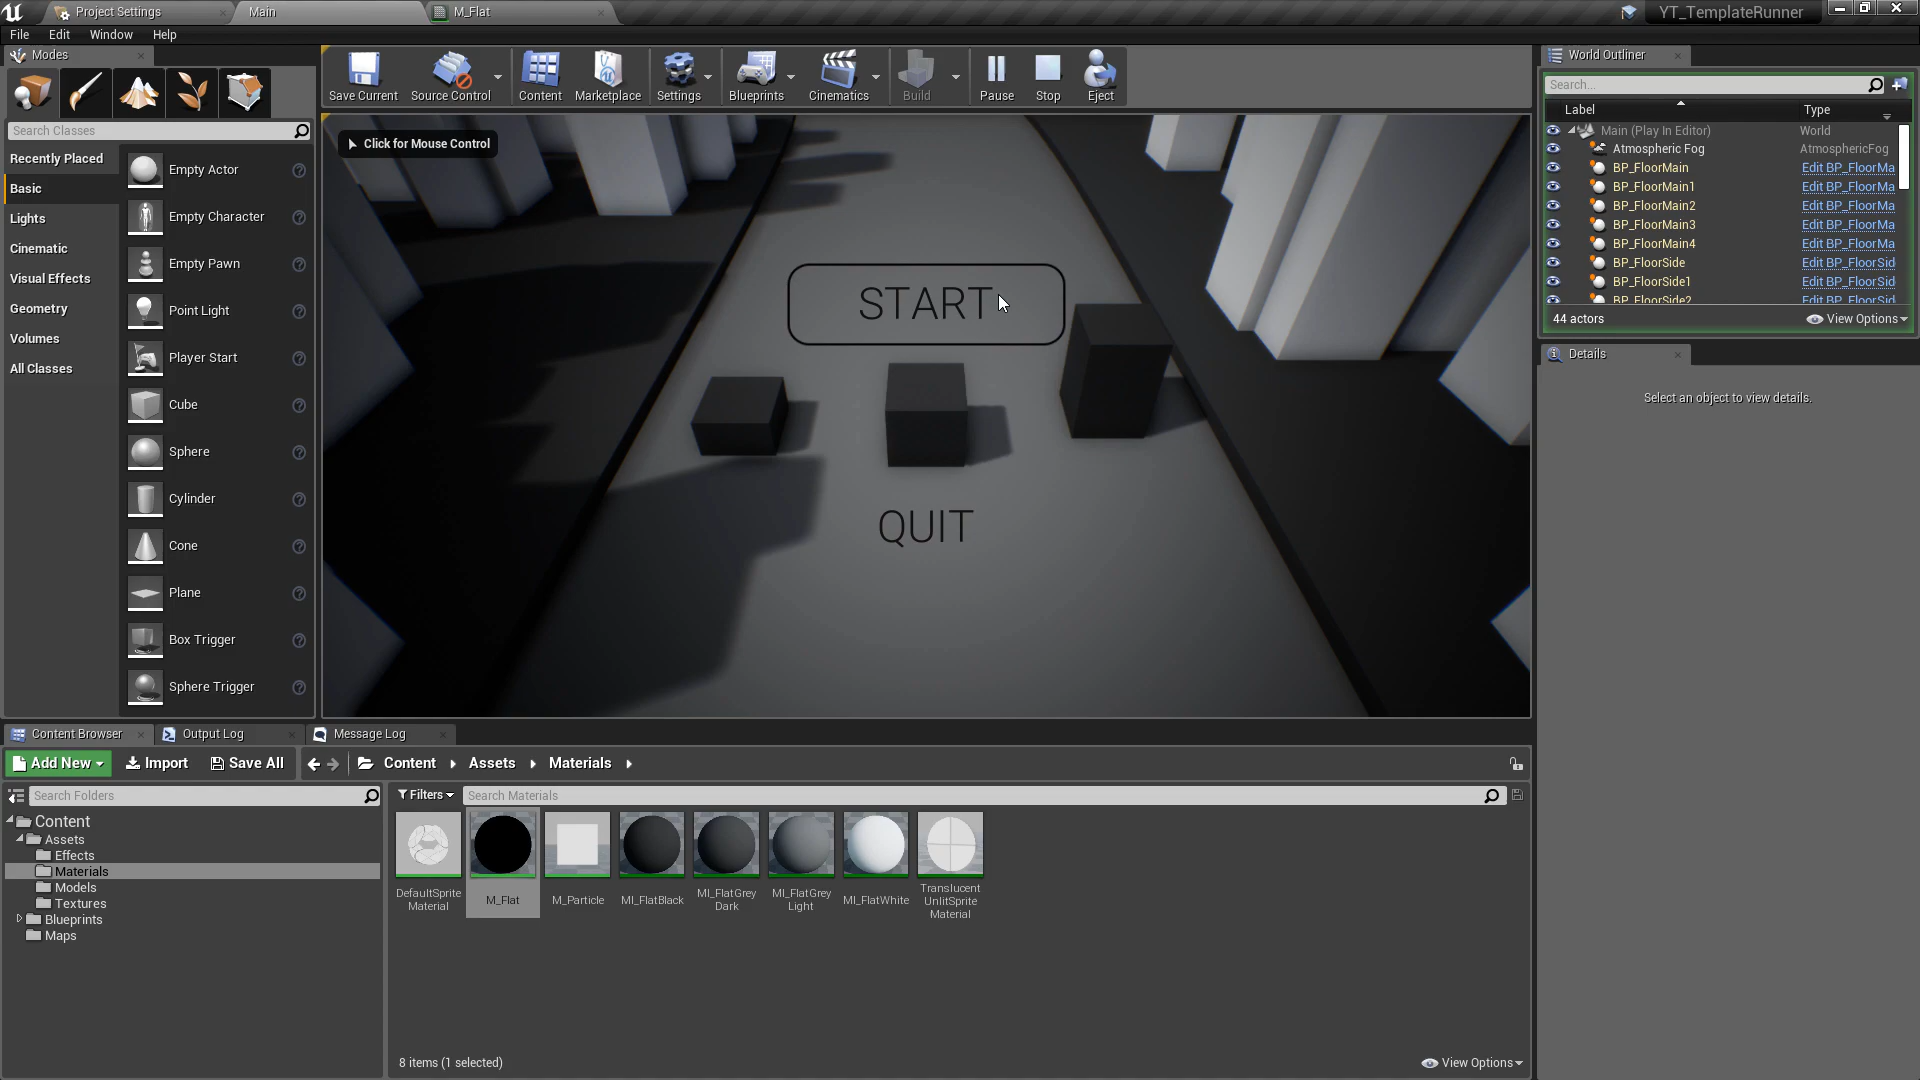 Project Settings
Main
M_Flat
YT_TemplateRunner
File Edit Window Help
Modes
Save Current
Source Control
Content
Marketplace
Settings
Blueprints
Cinematics
Build
Pause
Stop
Eject
World Outliner
Search Classes
Recently Placed
Basic
Lights
Cinematic
Visual Effects
Geometry
Volumes
All Classes
Empty Actor
Empty Character
Empty Pawn
Point Light
Player Start
Cube
Sphere
Cylinder
Cone
Plane
Box Trigger
Sphere Trigger
Click for Mouse Control
START
QUIT
Search...
Label Type
Main (Play In Editor) World
Atmospheric Fog AtmosphericFog
BP_FloorMain Edit BP_FloorMa
BP_FloorMain1 Edit BP_FloorMa
BP_FloorMain2 Edit BP_FloorMa
BP_FloorMain3 Edit BP_FloorMa
BP_FloorMain4 Edit BP_FloorMa
BP_FloorSide Edit BP_FloorSid
BP_FloorSide1 Edit BP_FloorSid
BP_FloorSide2 Edit BP_FloorSid
44 actors View Options
Details
Select an object to view details.
Content Browser
Output Log
Message Log
Add New Import Save All Content Assets Materials
Search Folders
Content
Assets
Effects
Materials
Models
Textures
Blueprints
Maps
Filters Search Materials
DefaultSprite
Material
M_Flat
M_Particle
MI_FlatBlack
MI_FlatGrey
Dark
MI_FlatGrey
Light
MI_FlatWhite
Translucent
UnlitSprite
Material
8 items (1 selected)
View Options